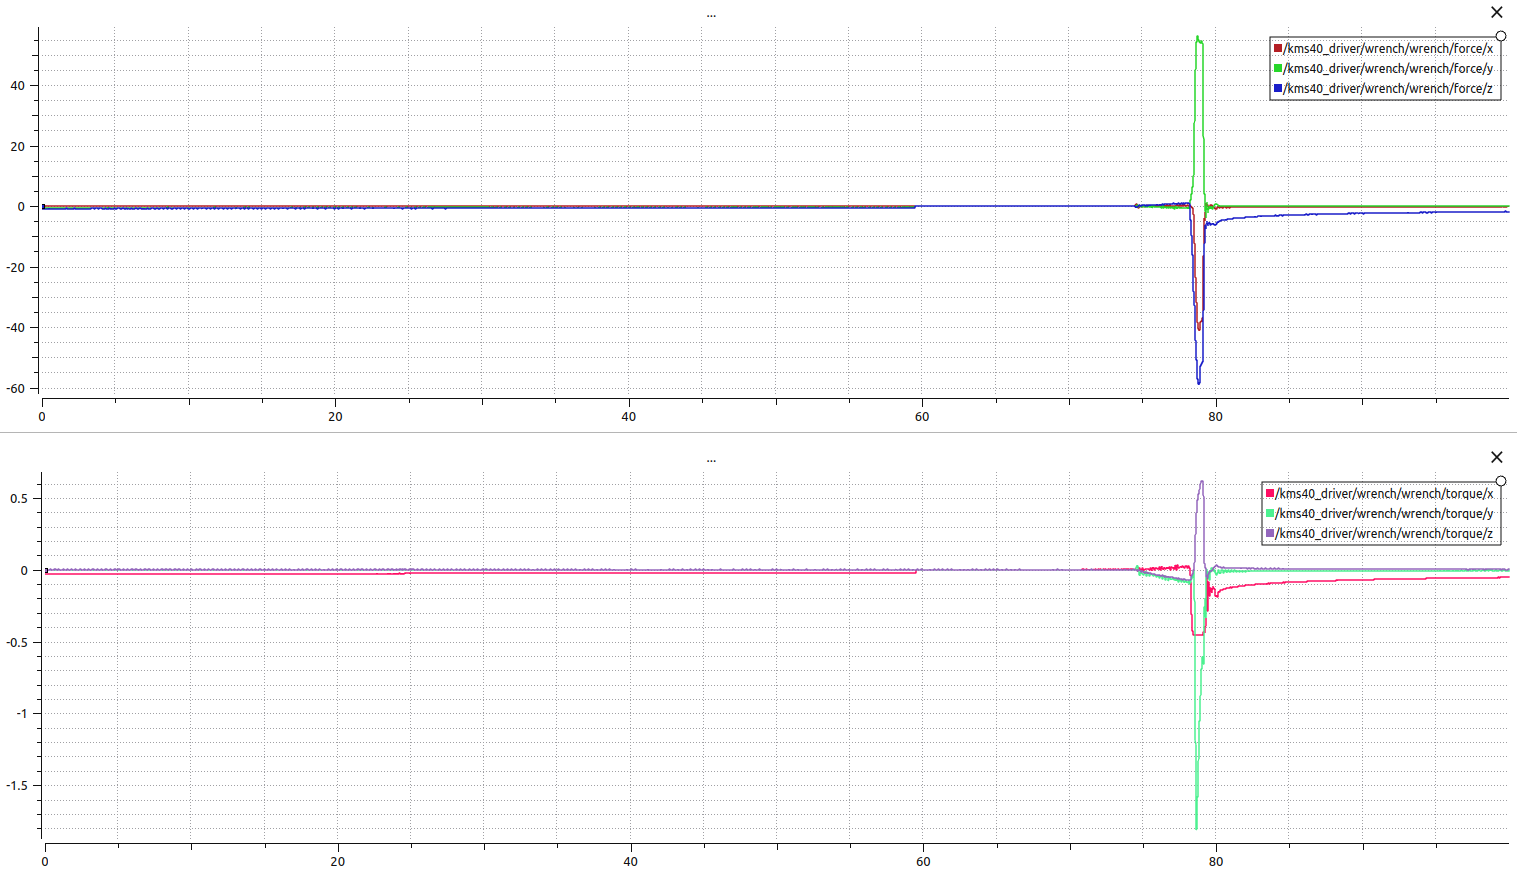 ...
/kms40_driver/wrench/wrench/force/x
/kms40_driver/wrench/wrench/force/y
/kms40_driver/wrench/wrench/force/z
40
20
0
-20
-40
-60
0 20 40 60 80
...
/kms40_driver/wrench/wrench/torque/x
/kms40_driver/wrench/wrench/torque/y
/kms40_driver/wrench/wrench/torque/z
0.5
0
-0.5
-1
-1.5
0 20 40 60 80